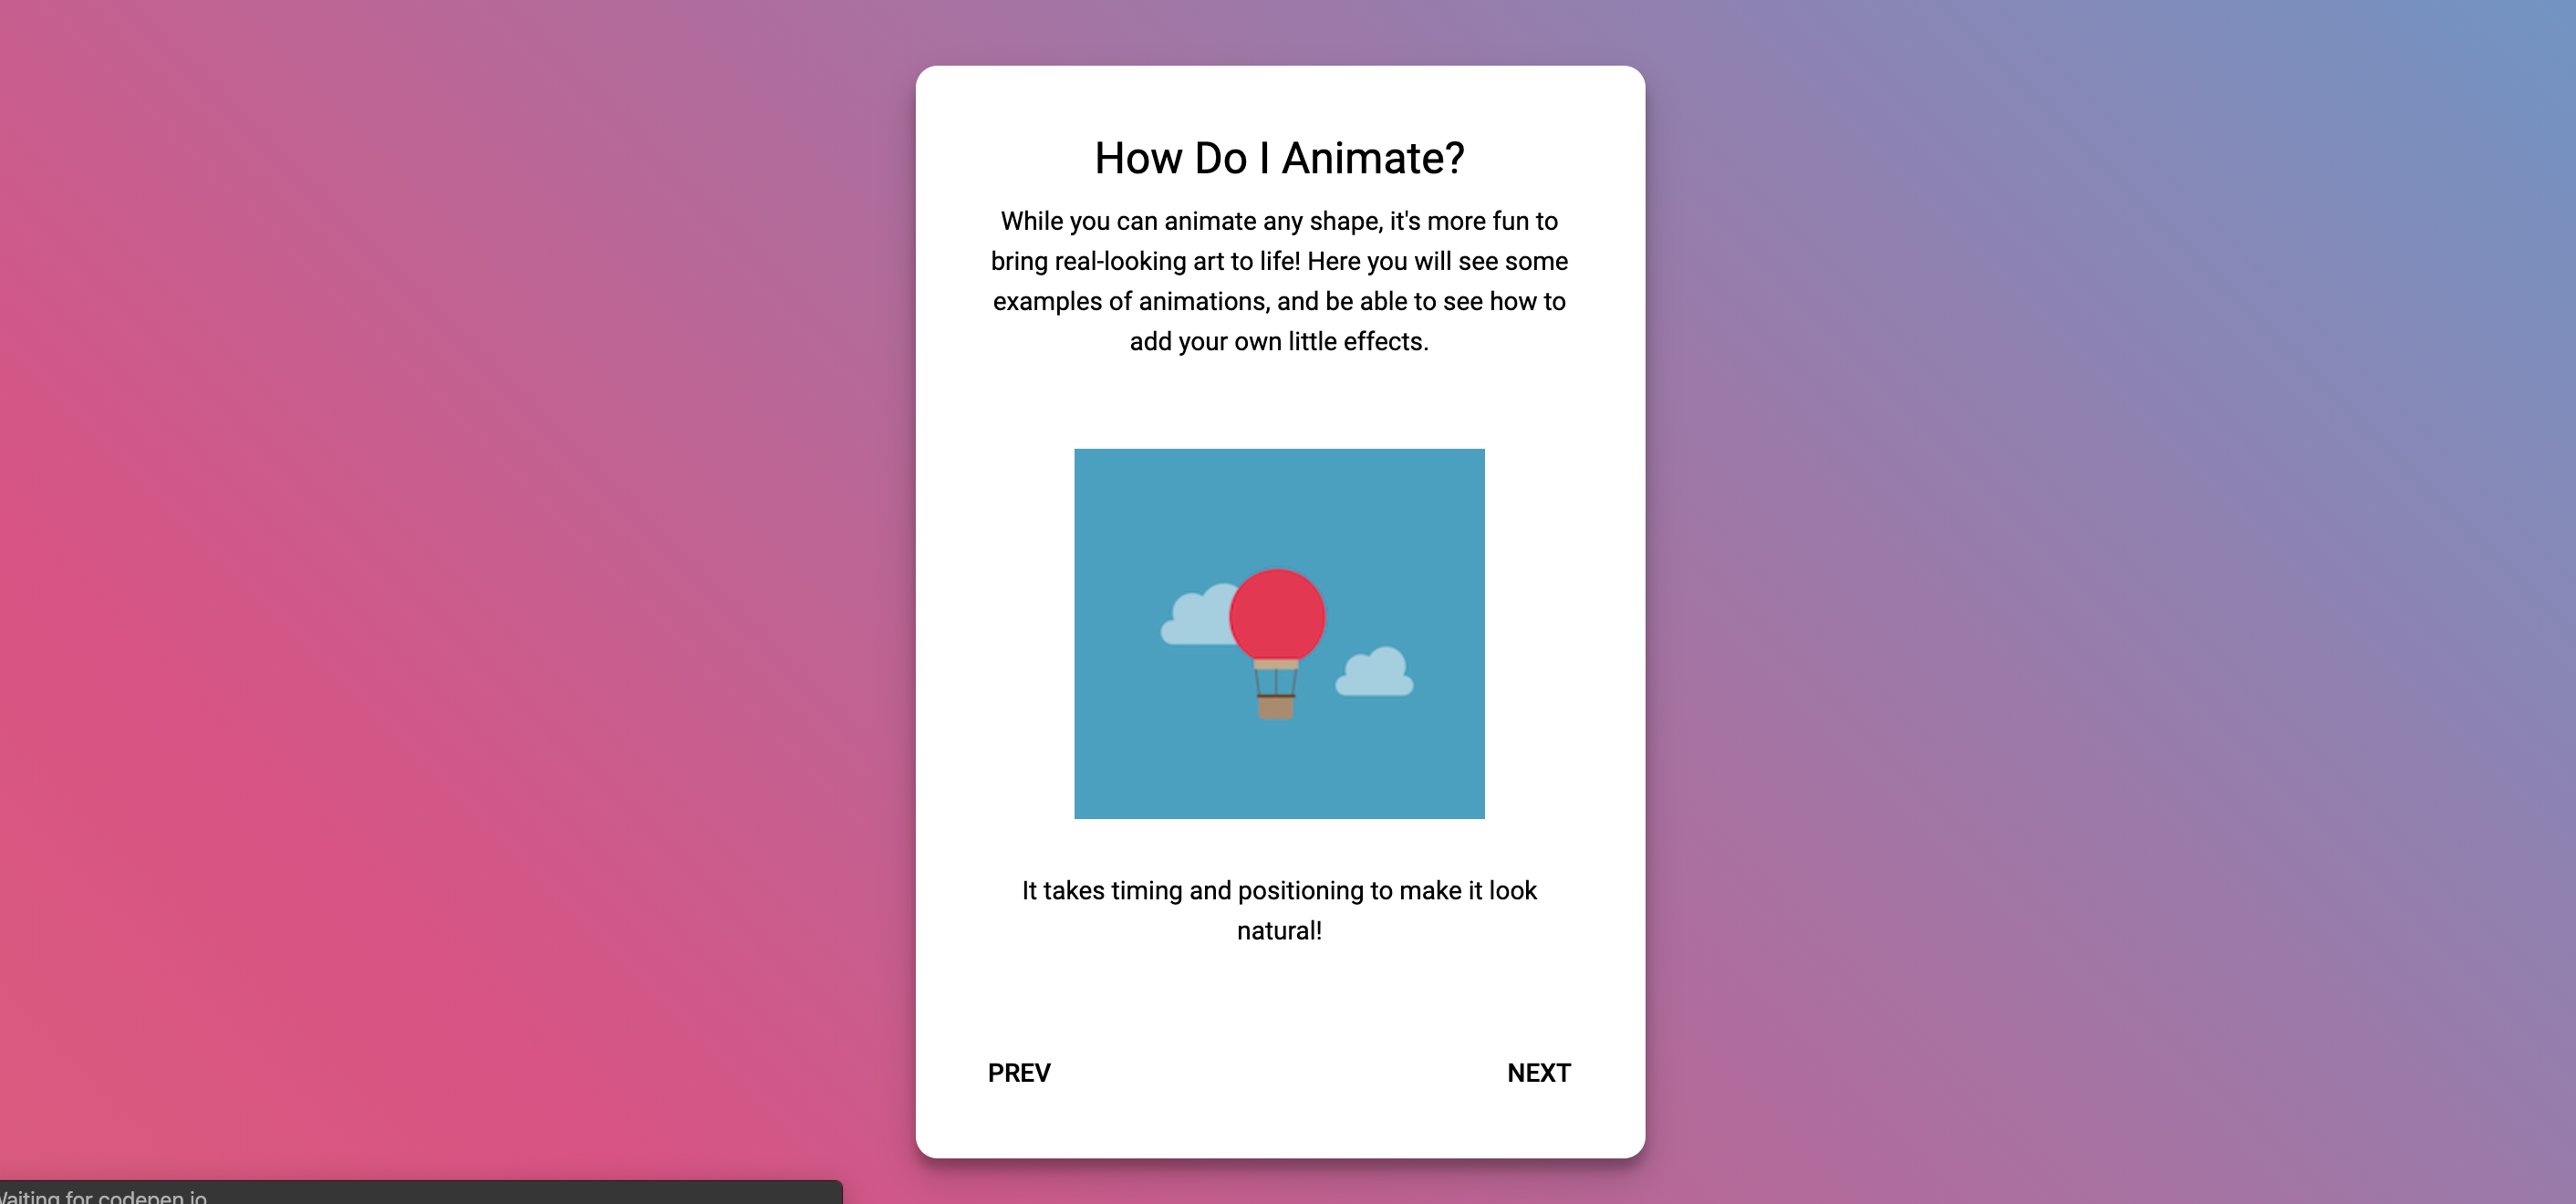 How Do I Animate?
While you can animate any shape, it's more fun to
bring real-looking art to life! Here you will see some
examples of animations, and be able to see how to
add your own little effects.
It takes timing and positioning to make it look
natural!
PREV
NEXT
Waiting for codepen.io